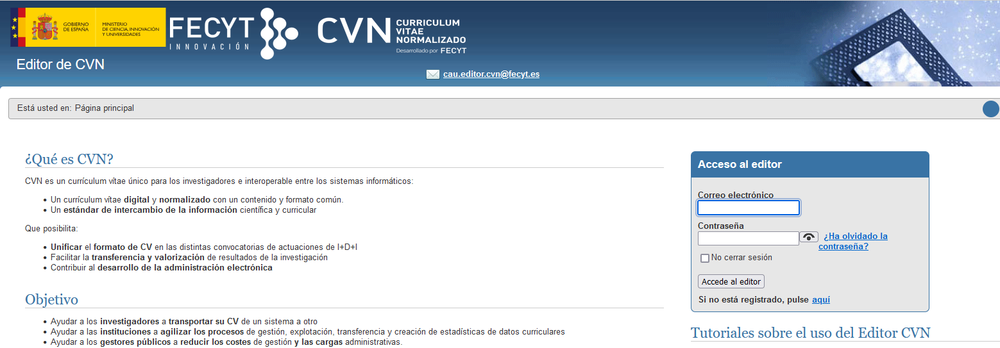 GOBIERNO
DE ESPAÑA
MINISTERIO
DE CIENCIA, INNOVACIÓN
Y UNIVERSIDADES
FECYT
INNOVACIÓN
CVN
CURRICULUM
VITAE
NORMALIZADO
Desarrollado por FECYT
Editor de CVN
cau.editor.cvn@fecyt.es
Está usted en: Página principal
¿Qué es CVN?
CVN es un currículum vítae único para los investigadores e interoperable entre los sistemas informáticos:
• Un currículum vítae digital y normalizado con un contenido y formato común.
• Un estándar de intercambio de la información científica y curricular
Que posibilita:
• Unificar el formato de CV en las distintas convocatorias de actuaciones de I+D+I
• Facilitar la transferencia y valorización de resultados de la investigación
• Contribuir al desarrollo de la administración electrónica
Objetivo
• Ayudar a los investigadores a transportar su CV de un sistema a otro
• Ayudar a las instituciones a agilizar los procesos de gestión, explotación, transferencia y creación de estadísticas de datos curriculares
• Ayudar a los gestores públicos a reducir los costes de gestión y las cargas administrativas.
Acceso al editor
Correo electrónico
Contraseña
¿Ha olvidado la
contraseña?
No cerrar sesión
Accede al editor
Si no está registrado, pulse aquí
Tutoriales sobre el uso del Editor CVN